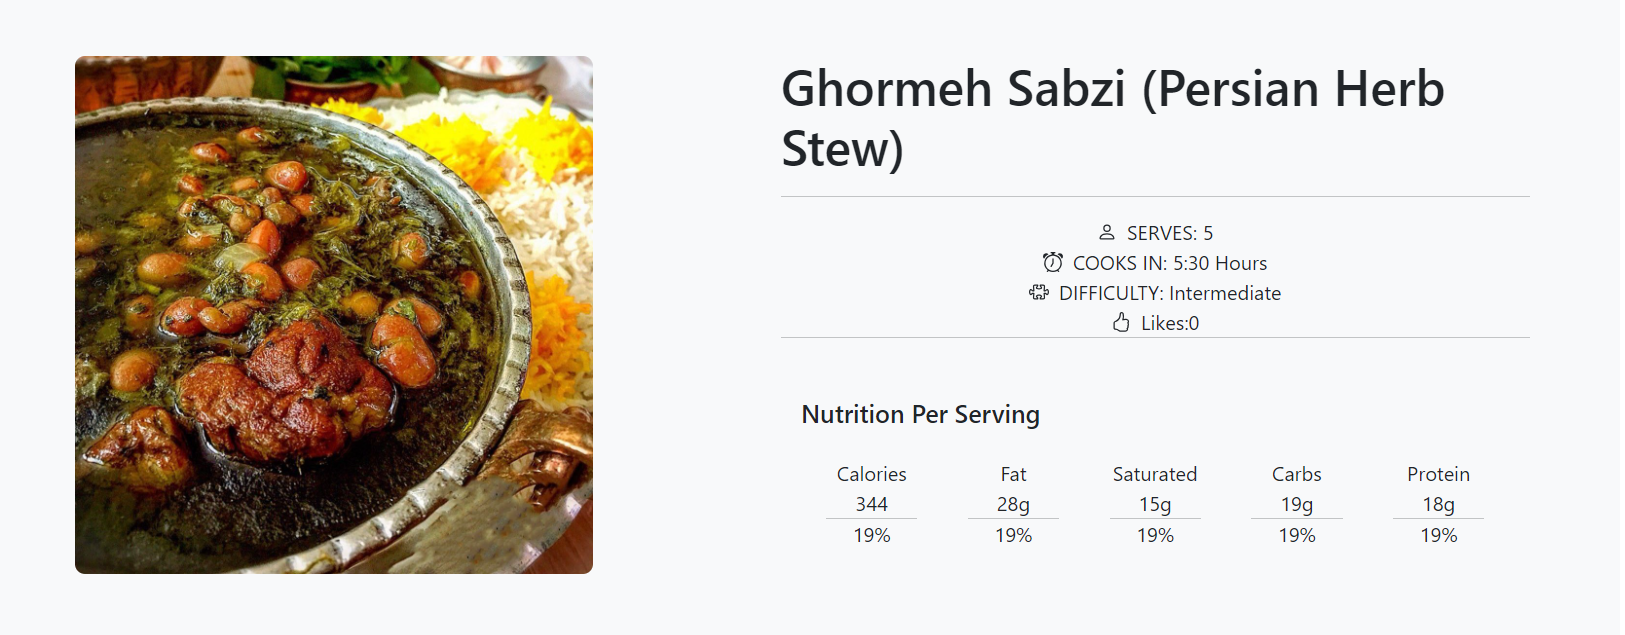 Ghormeh Sabzi (Persian Herb
Stew)
SERVES: 5
COOKS IN: 5:30 Hours
DIFFICULTY: Intermediate
Likes:0
Nutrition Per Serving
Calories Fat Saturated Carbs Protein
344 28g 15g 19g 18g
19% 19% 19% 19% 19%